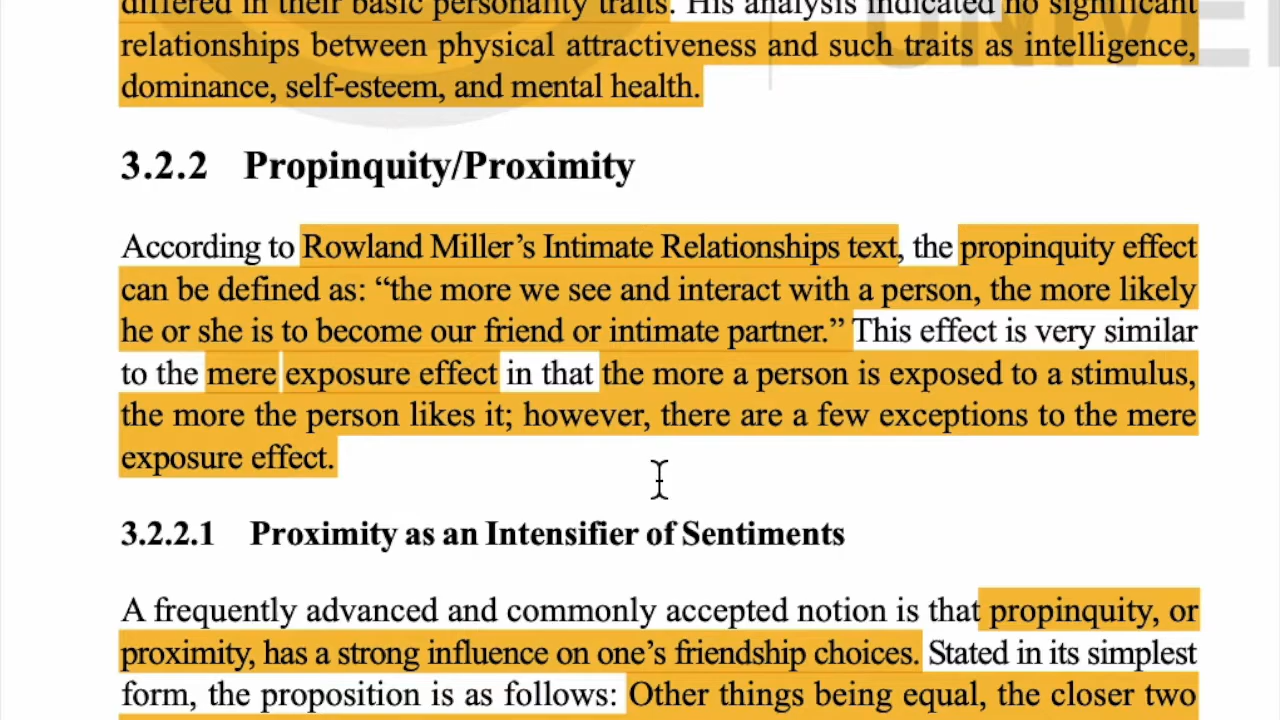 differed in their basic personality traits. His analysis indicated no significant
relationships between physical attractiveness and such traits as intelligence,
dominance, self-esteem, and mental health.
3.2.2 Propinquity/Proximity
According to Rowland Miller’s Intimate Relationships text, the propinquity effect
can be defined as: “the more we see and interact with a person, the more likely
he or she is to become our friend or intimate partner.” This effect is very similar
to the mere exposure effect in that the more a person is exposed to a stimulus,
the more the person likes it; however, there are a few exceptions to the mere
exposure effect.
3.2.2.1 Proximity as an Intensifier of Sentiments
A frequently advanced and commonly accepted notion is that propinquity, or
proximity, has a strong influence on one’s friendship choices. Stated in its simplest
form, the proposition is as follows: Other things being equal, the closer two